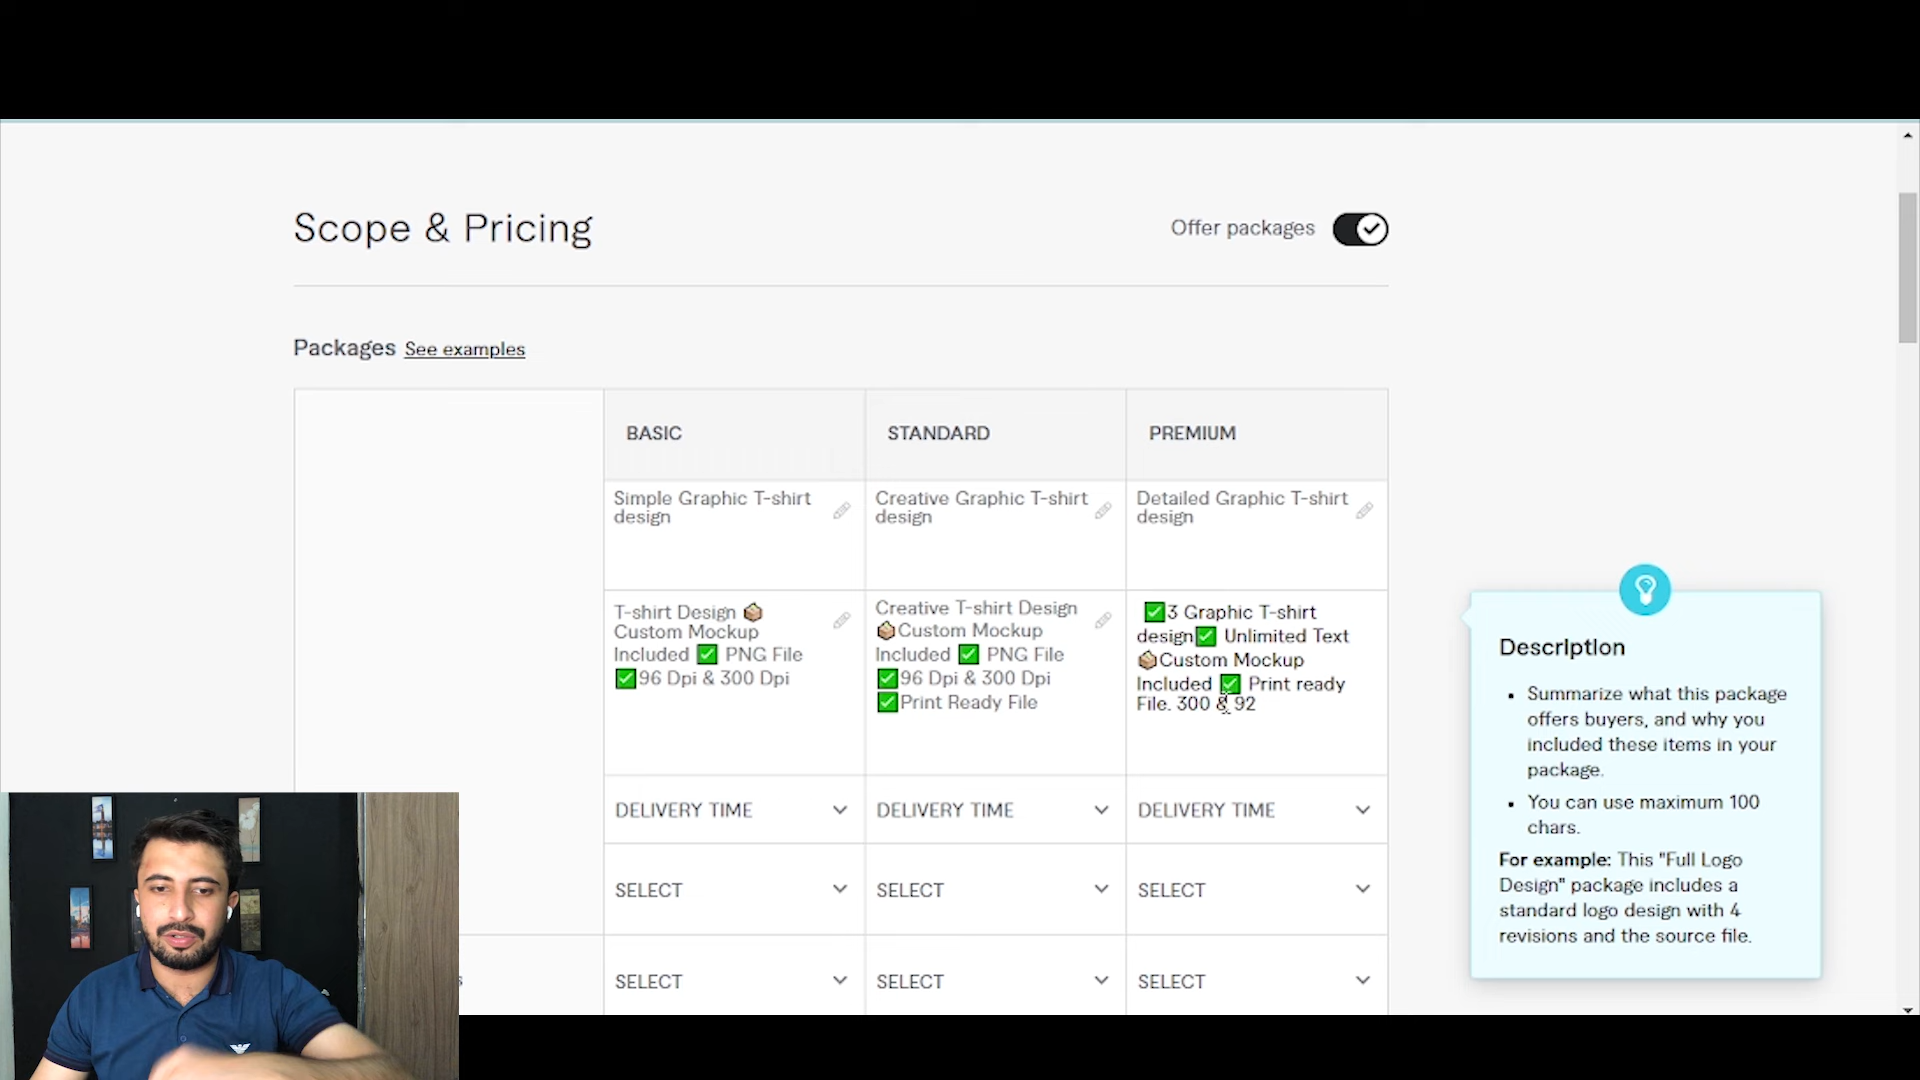 Scope & Pricing
Offer packages
Packages See examples
BASIC
STANDARD
PREMIUM
Simple Graphic T-shirt
design
Creative Graphic T-shirt
design
Detailed Graphic T-shirt
design
T-shirt Design 📦
Custom Mockup
Included ✅ PNG File
✅96 Dpi & 300 Dpi
Creative T-shirt Design
📦Custom Mockup
Included ✅ PNG File
✅96 Dpi & 300 Dpi
✅Print Ready File
✅3 Graphic T-shirt
design✅ Unlimited Text
📦Custom Mockup
Included ✅ Print ready
File. 300 & 92
DELIVERY TIME
DELIVERY TIME
DELIVERY TIME
SELECT
SELECT
SELECT
SELECT
SELECT
SELECT
Description
• Summarize what this package
offers buyers, and why you
included these items in your
package.
• You can use maximum 100
chars.
For example: This "Full Logo
Design" package includes a
standard logo design with 4
revisions and the source file.